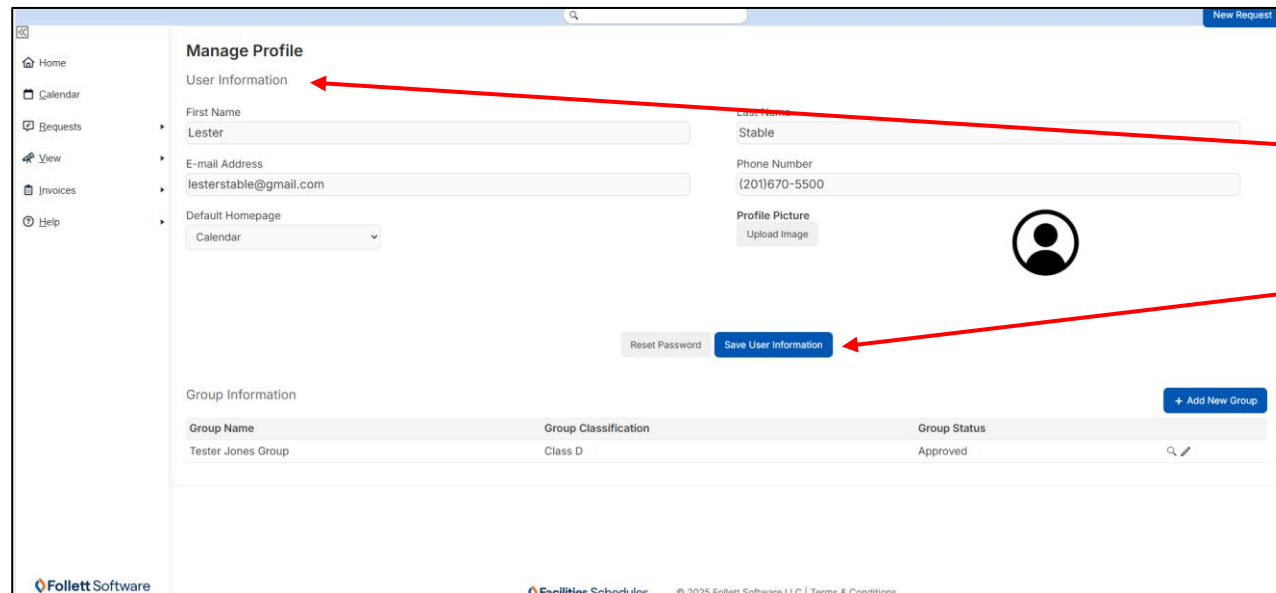 New Request
Home
Calendar
Requests
View
Invoices
Help
Manage Profile
User Information
First Name Last Name
Lester Stable
E-mail Address Phone Number
lesterstable@gmail.com (201)670-5500
Default Homepage Profile Picture
Calendar Upload Image
Reset Password Save User Information
Group Information + Add New Group
Group Name Group Classification Group Status
Tester Jones Group Class D Approved
Follett Software Facilities Schedules © 2025 Follett Software LLC | Terms & Conditions